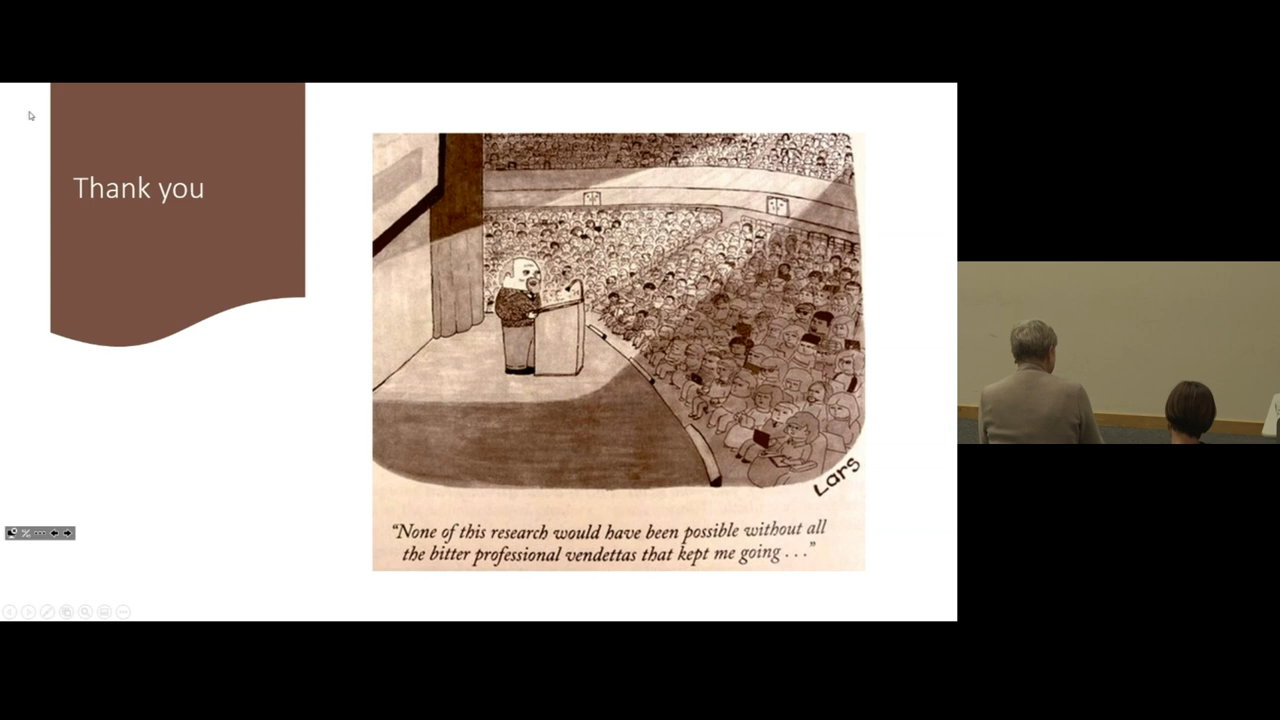 Thank you
Lars
“None of this research would have been possible without all
the bitter professional vendettas that kept me going . . .”